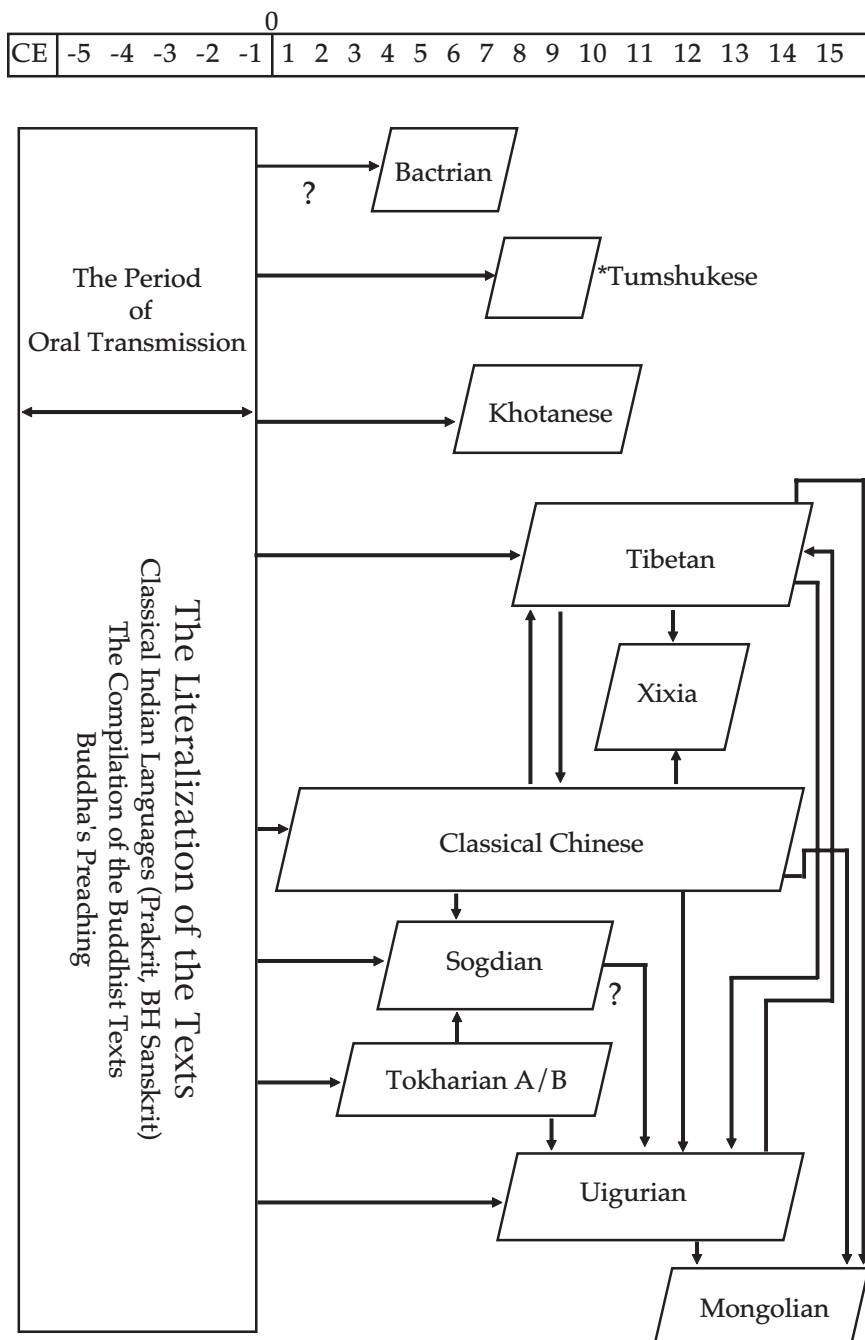 0
CE -5 -4 -3 -2 -1 1 2 3 4 5 6 7 8 9 10 11 12 13 14 15
Bactrian
?
*Tumshukese
The Period
of
Oral Transmission
Khotanese
Tibetan
Xixia
The Literalization of the Texts
Classical Indian Languages (Prakrit, BH Sanskrit)
The Compilation of the Buddhist Texts
Buddha's Preaching
Classical Chinese
Sogdian
?
Tokharian A/B
Uigurian
Mongolian